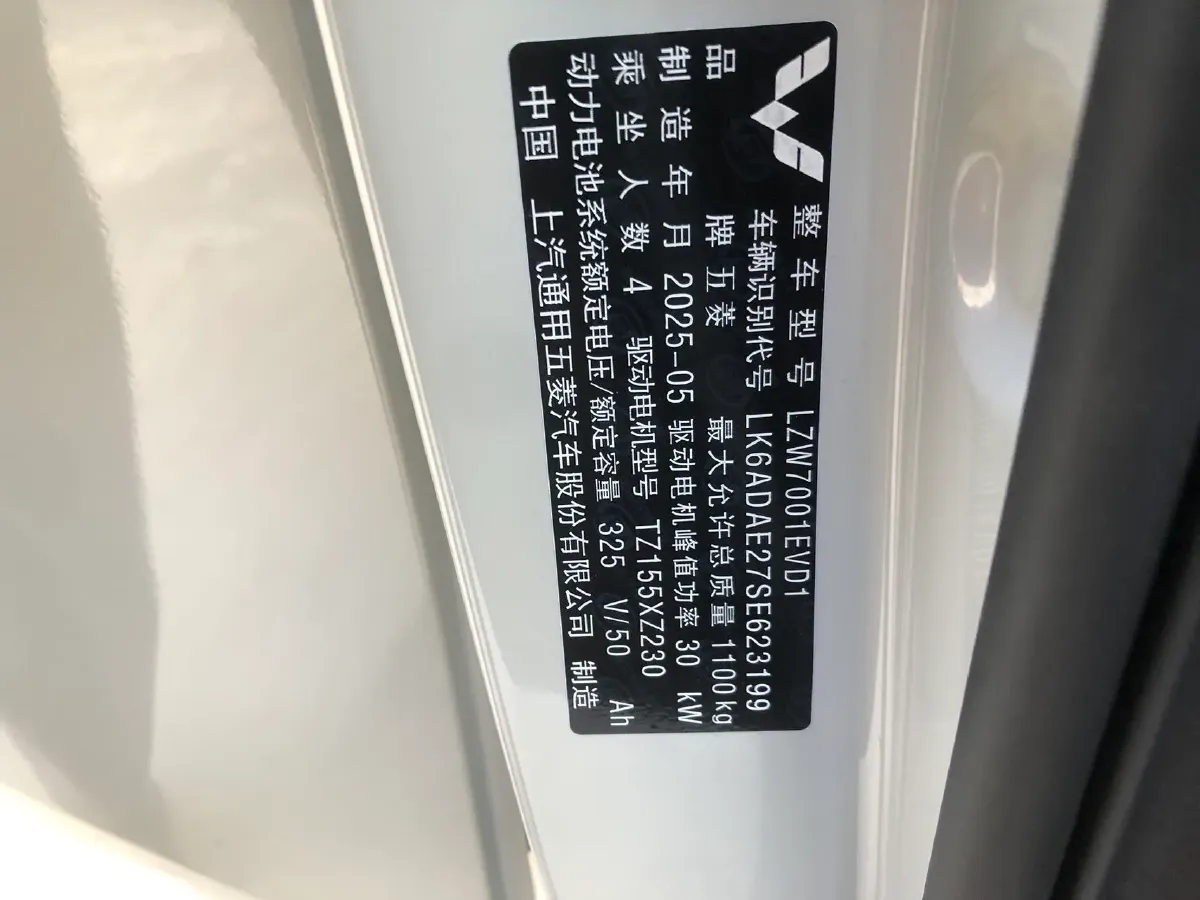 整车型号 LZW7001EVD1
车辆识别代号 LK6ADAE27SE623199
品牌 五菱 最大允许总质量 1100kg
制造年月 2025-05 驱动电机峰值功率 30 kW
乘坐人数 4 驱动电机型号 TZ155XZ230
动力电池系统额定电压/额定容量 325 V/50 Ah
中国 上汽通用五菱汽车股份有限公司 制造